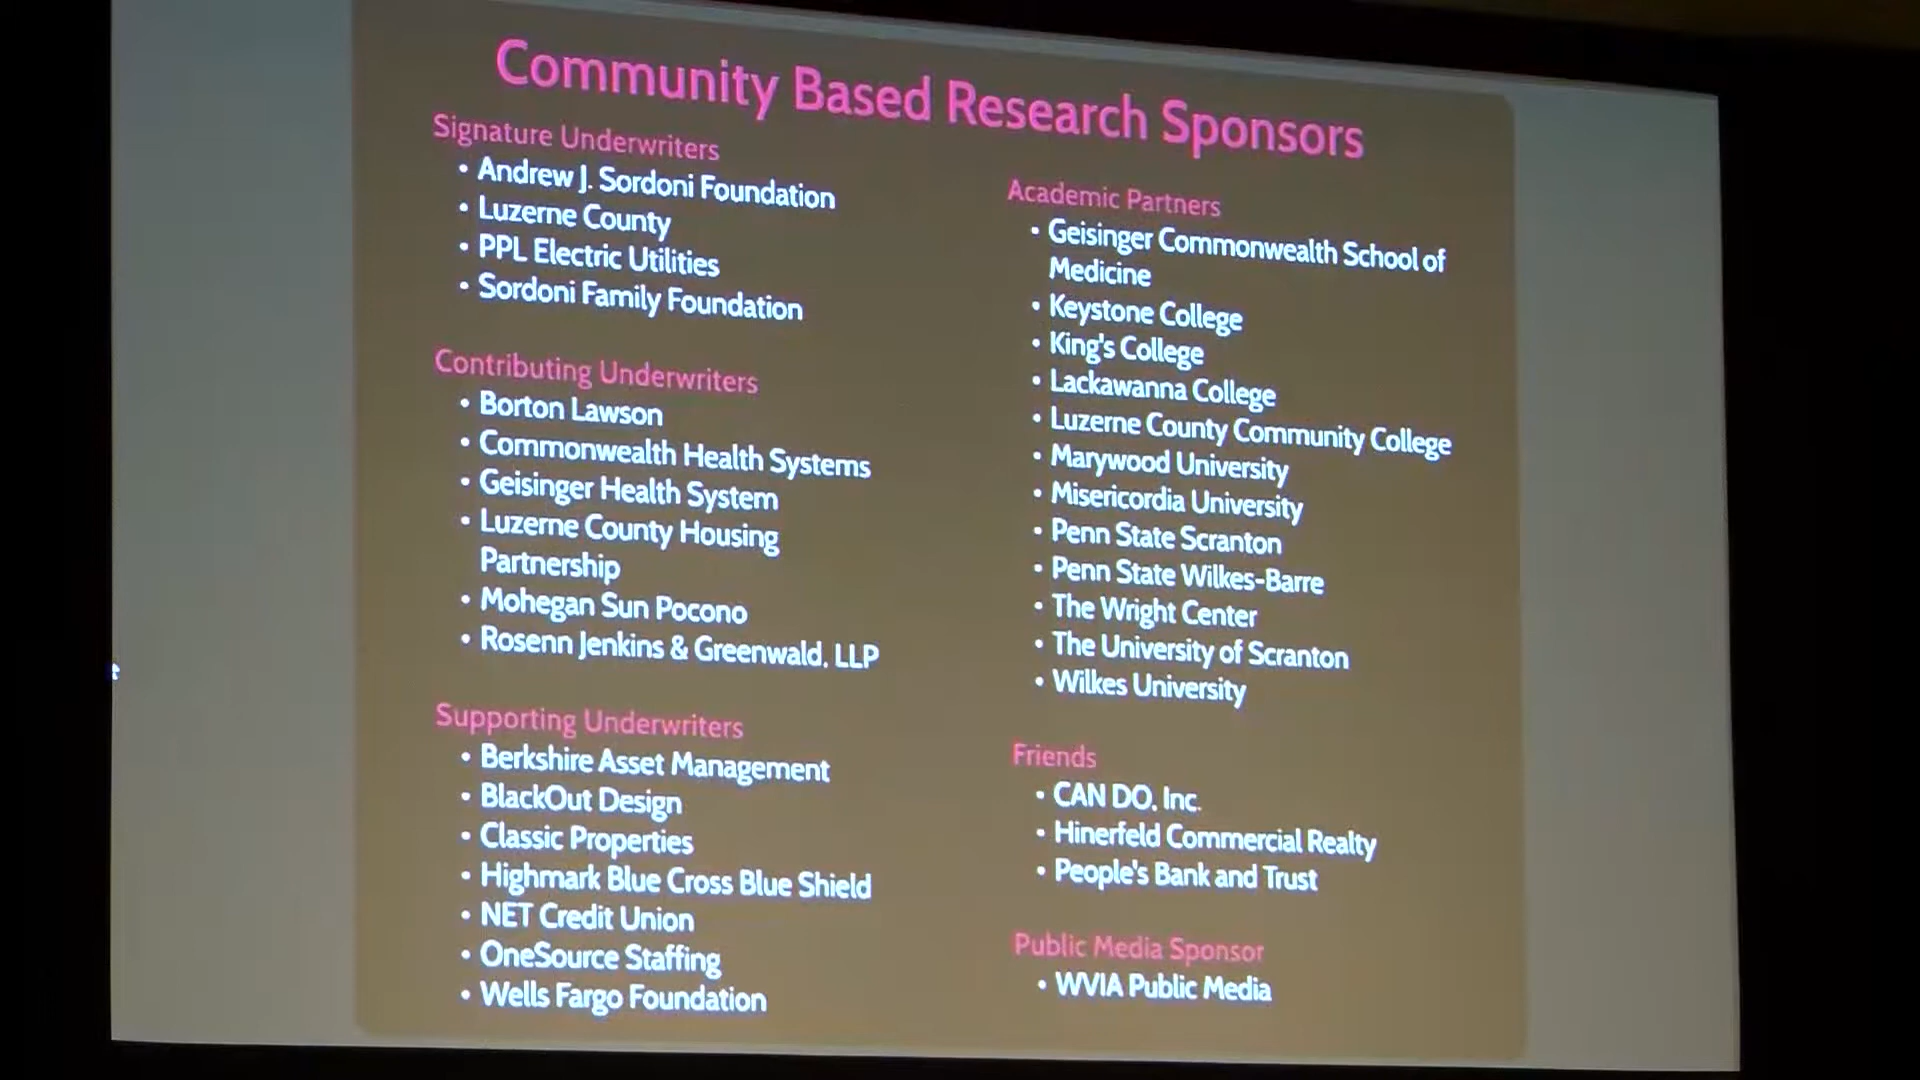 Community Based Research Sponsors
Signature Underwriters
• Andrew J. Sordoni Foundation
• Luzerne County
• PPL Electric Utilities
• Sordoni Family Foundation
Contributing Underwriters
• Borton Lawson
• Commonwealth Health Systems
• Geisinger Health System
• Luzerne County Housing
Partnership
• Mohegan Sun Pocono
• Rosenn Jenkins & Greenwald, LLP
Supporting Underwriters
• Berkshire Asset Management
• BlackOut Design
• Classic Properties
• Highmark Blue Cross Blue Shield
• NET Credit Union
• OneSource Staffing
• Wells Fargo Foundation
Academic Partners
• Geisinger Commonwealth School of
Medicine
• Keystone College
• King's College
• Lackawanna College
• Luzerne County Community College
• Marywood University
• Misericordia University
• Penn State Scranton
• Penn State Wilkes-Barre
• The Wright Center
• The University of Scranton
• Wilkes University
Friends
• CAN DO, Inc.
• Hinerfeld Commercial Realty
• People's Bank and Trust
Public Media Sponsor
• WVIA Public Media